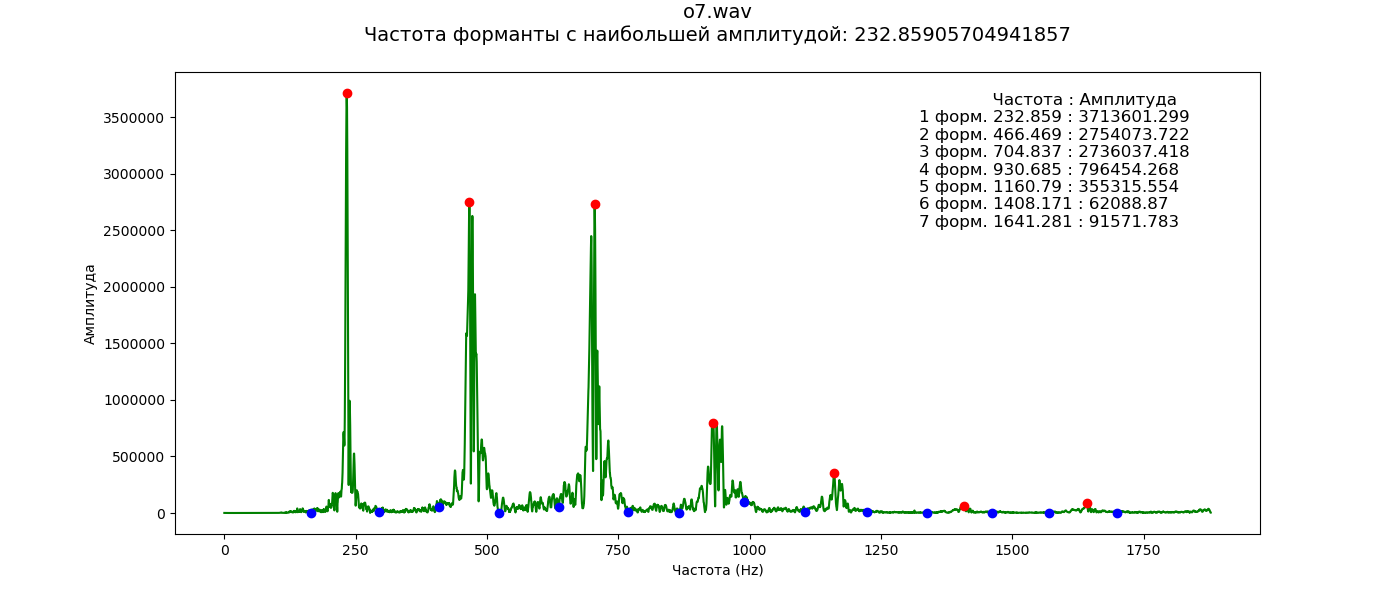 o7.wav
Частота форманты с наибольшей амплитудой: 232.85905704941857
Частота : Амплитуда
1 форм. 232.859 : 3713601.299
2 форм. 466.469 : 2754073.722
3 форм. 704.837 : 2736037.418
4 форм. 930.685 : 796454.268
5 форм. 1160.79 : 355315.554
6 форм. 1408.171 : 62088.87
7 форм. 1641.281 : 91571.783
Амплитуда
3500000
3000000
2500000
2000000
1500000
1000000
500000
0
0 250 500 750 1000 1250 1500 1750
Частота (Hz)